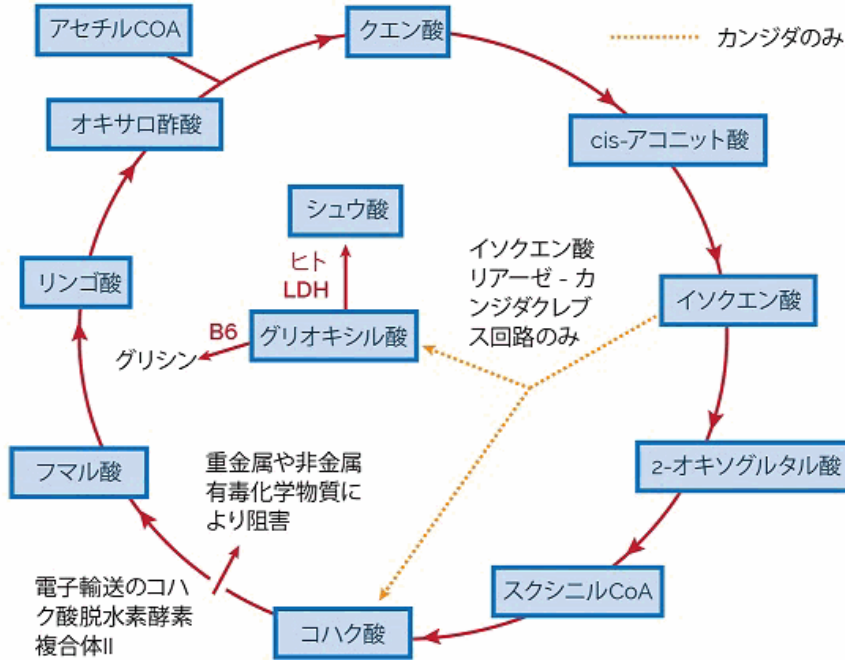 アセチルCOA
クエン酸
カンジダのみ
オキサロ酢酸
cis-アコニット酸
シュウ酸
ヒト
LDH
イソクエン酸
リアーゼ - カ
ンジダクレブ
ス回路のみ
リンゴ酸
イソクエン酸
B6
グリオキシル酸
グリシン
フマル酸
重金属や非金属
有毒化学物質に
より阻害
2-オキソグルタル酸
電子輸送のコハ
ク酸脱水素酵素
複合体II
スクシニルCoA
コハク酸